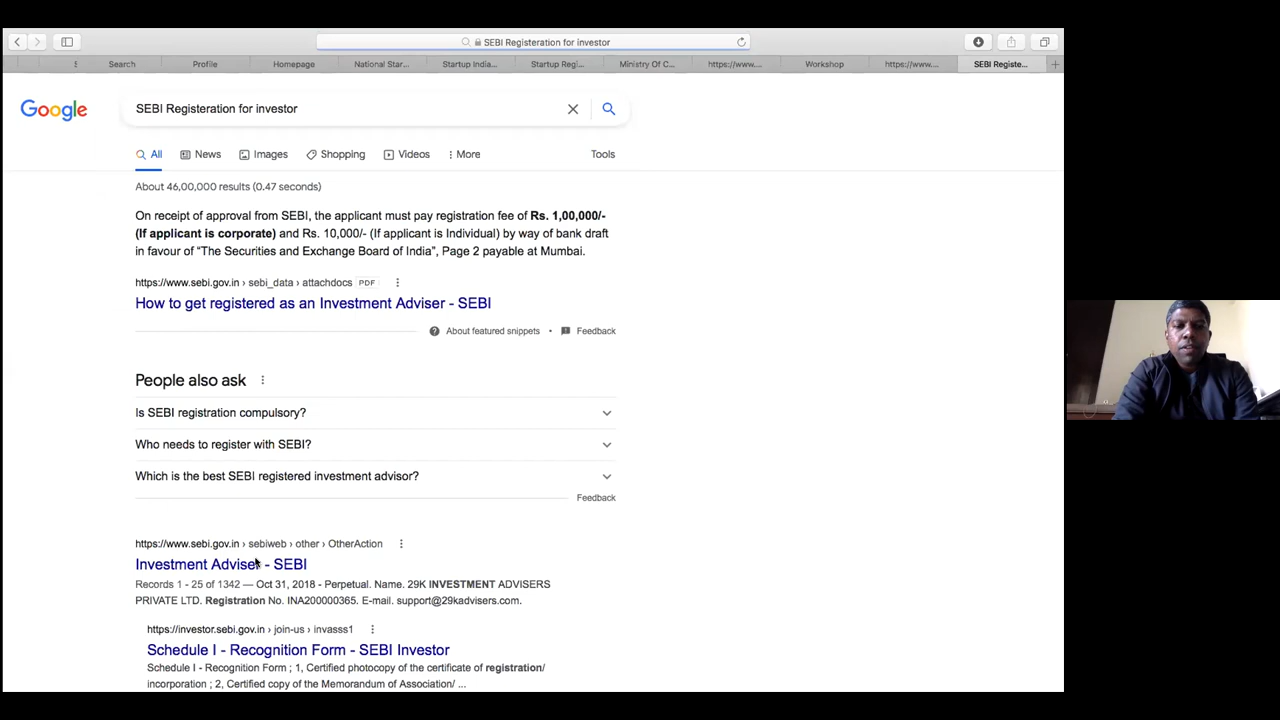 SEBI Registeration for investor
S
Search
Profile
Homepage
National Star...
Startup India...
Startup Regi...
Ministry Of C...
https://www....
Workshop
https://www....
SEBI Registe...
Google
SEBI Registeration for investor
All
News
Images
Shopping
Videos
More
Tools
About 46,00,000 results (0.47 seconds)
On receipt of approval from SEBI, the applicant must pay registration fee of Rs. 1,00,000/-
(If applicant is corporate) and Rs. 10,000/- (If applicant is Individual) by way of bank draft
in favour of “The Securities and Exchange Board of India”, Page 2 payable at Mumbai.
https://www.sebi.gov.in › sebi_data › attachdocs PDF
How to get registered as an Investment Adviser - SEBI
About featured snippets • Feedback
People also ask
Is SEBI registration compulsory?
Who needs to register with SEBI?
Which is the best SEBI registered investment advisor?
Feedback
https://www.sebi.gov.in › sebiweb › other › OtherAction
Investment Adviser - SEBI
Records 1 - 25 of 1342 — Oct 31, 2018 - Perpetual. Name. 29K INVESTMENT ADVISERS
PRIVATE LTD. Registration No. INA200000365. E-mail. support@29kadvisers.com.
https://investor.sebi.gov.in › join-us › invasss1
Schedule I - Recognition Form - SEBI Investor
Schedule I - Recognition Form ; 1, Certified photocopy of the certificate of registration/
incorporation ; 2, Certified copy of the Memorandum of Association/ ...